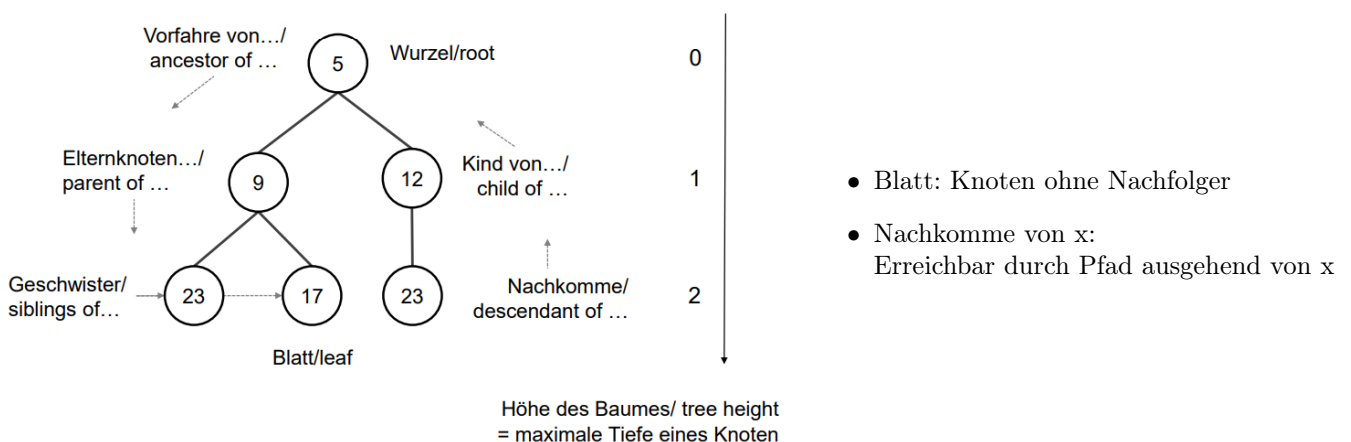 Vorfahre von…/
ancestor of …
5
Wurzel/root
0
Elternknoten…/
parent of …
9
12
Kind von…/
child of …
1
Geschwister/
siblings of…
23
17
23
Nachkomme/
descendant of …
2
Blatt/leaf
Höhe des Baumes/ tree height
= maximale Tiefe eines Knoten
• Blatt: Knoten ohne Nachfolger
• Nachkomme von x:
Erreichbar durch Pfad ausgehend von x